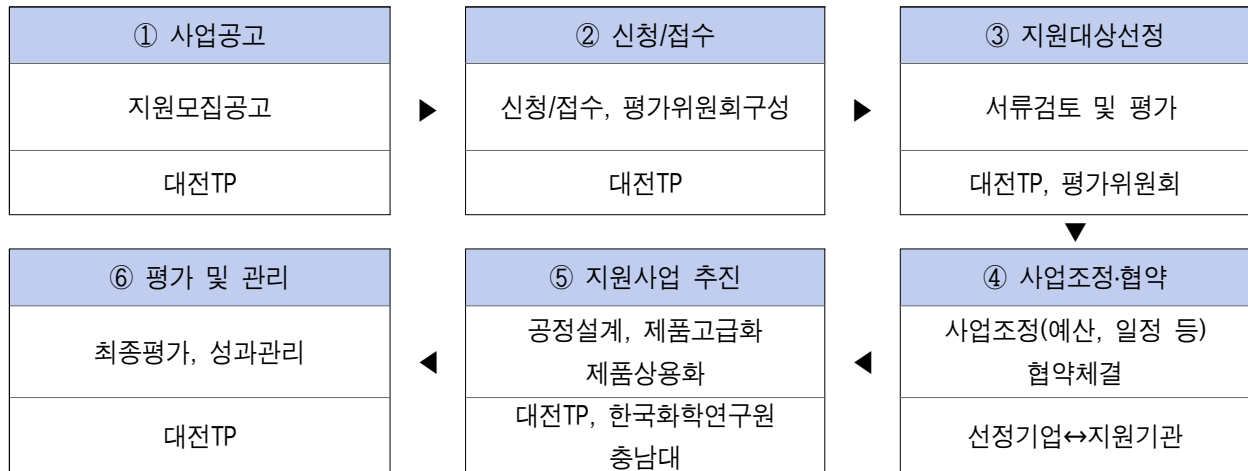 ① 사업공고
지원모집공고
대전TP
▶
② 신청/접수
신청/접수, 평가위원회구성
대전TP
▶
③ 지원대상선정
서류검토 및 평가
대전TP, 평가위원회
▼
④ 사업조정·협약
사업조정(예산, 일정 등)
협약체결
선정기업↔지원기관
◀
⑤ 지원사업 추진
공정설계, 제품고급화
제품상용화
대전TP, 한국화학연구원
충남대
◀
⑥ 평가 및 관리
최종평가, 성과관리
대전TP